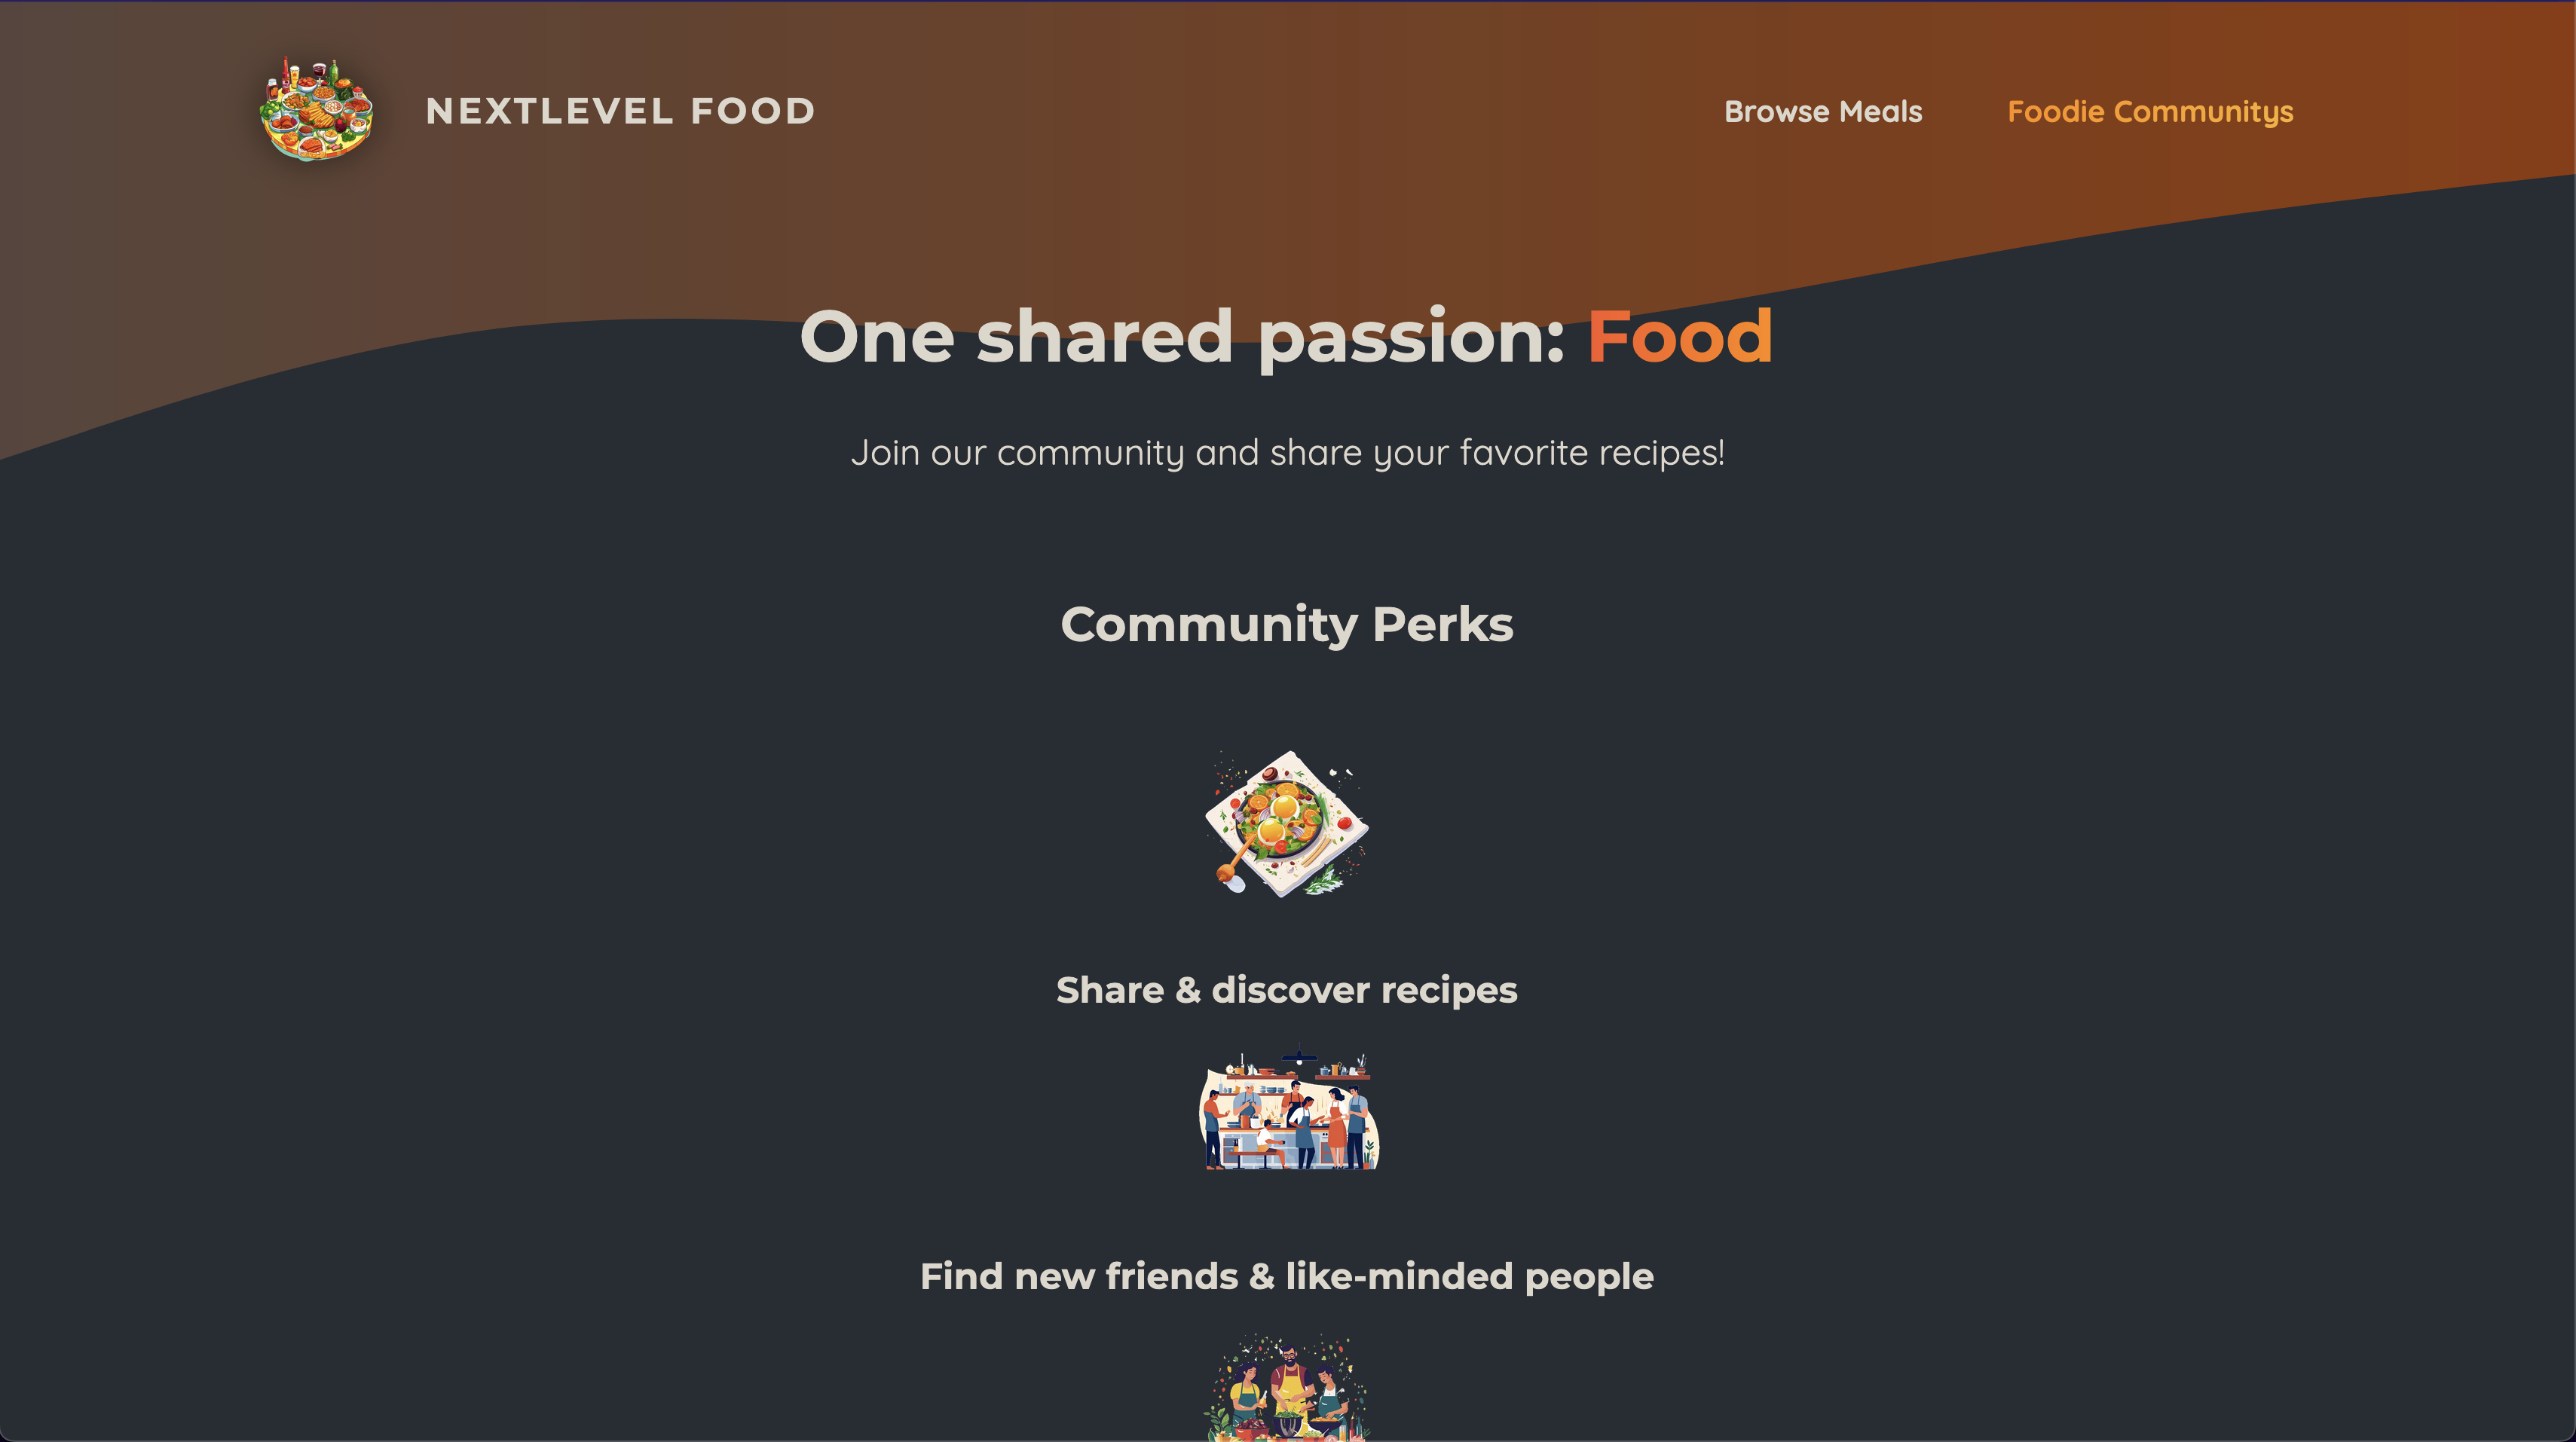 NEXTLEVEL FOOD
Browse Meals
Foodie Communitys
One shared passion: Food
Join our community and share your favorite recipes!
Community Perks
Share & discover recipes
Find new friends & like-minded people